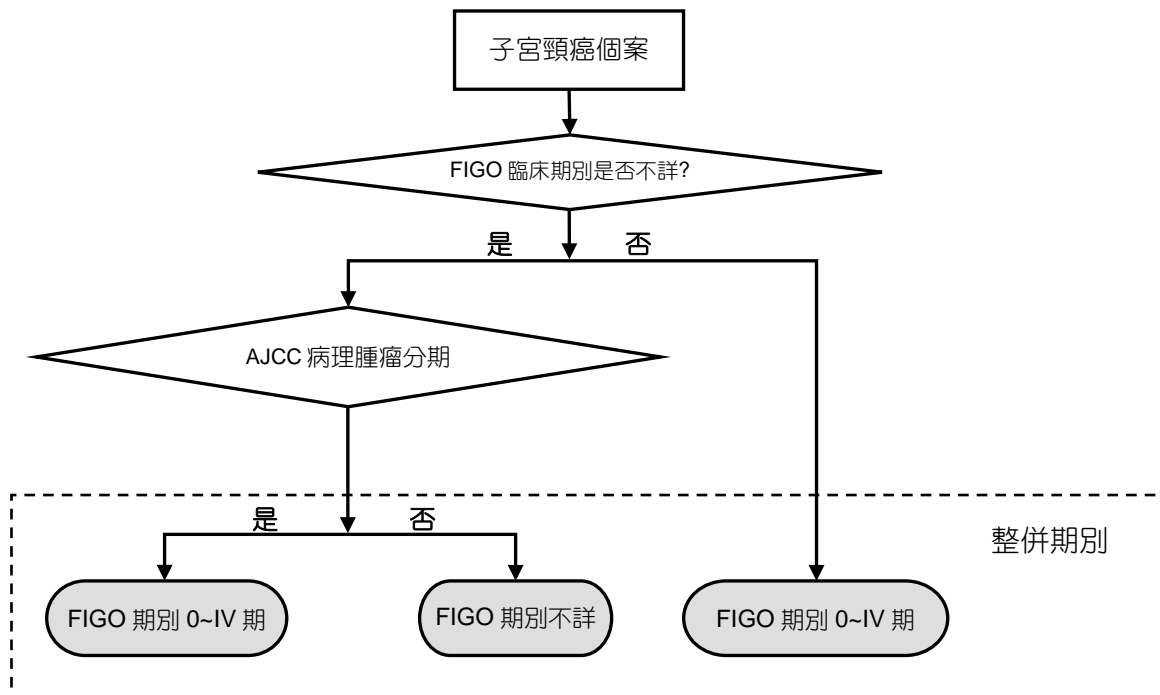 子宮頸癌個案
FIGO 臨床期別是否不詳?
是 否
AJCC 病理腫瘤分期
整併期別
是 否
FIGO 期別 0~IV 期
FIGO 期別不詳
FIGO 期別 0~IV 期